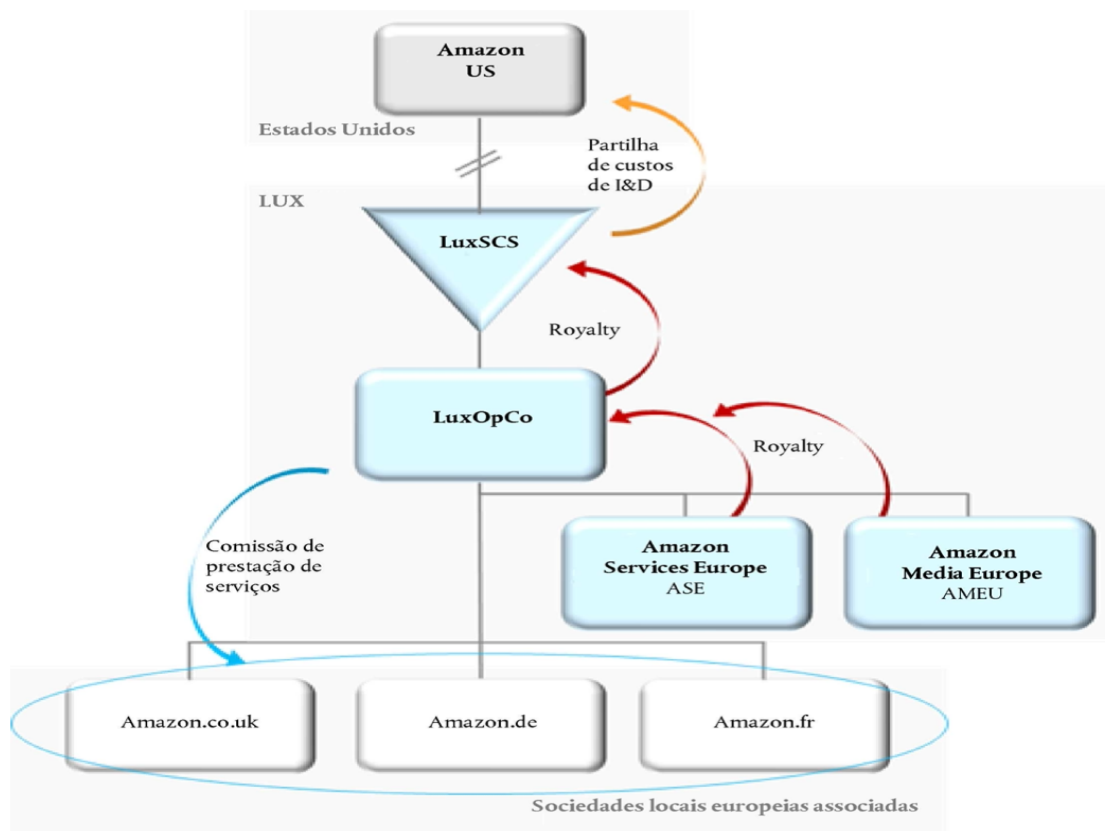 Amazon
US
Estados Unidos
Partilha
de custos
de I&D
LUX
LuxSCS
Royalty
LuxOpCo
Royalty
Comissão de
prestação de
serviços
Amazon
Services Europe
ASE
Amazon
Media Europe
AMEU
Amazon.co.uk
Amazon.de
Amazon.fr
Sociedades locais europeias associadas